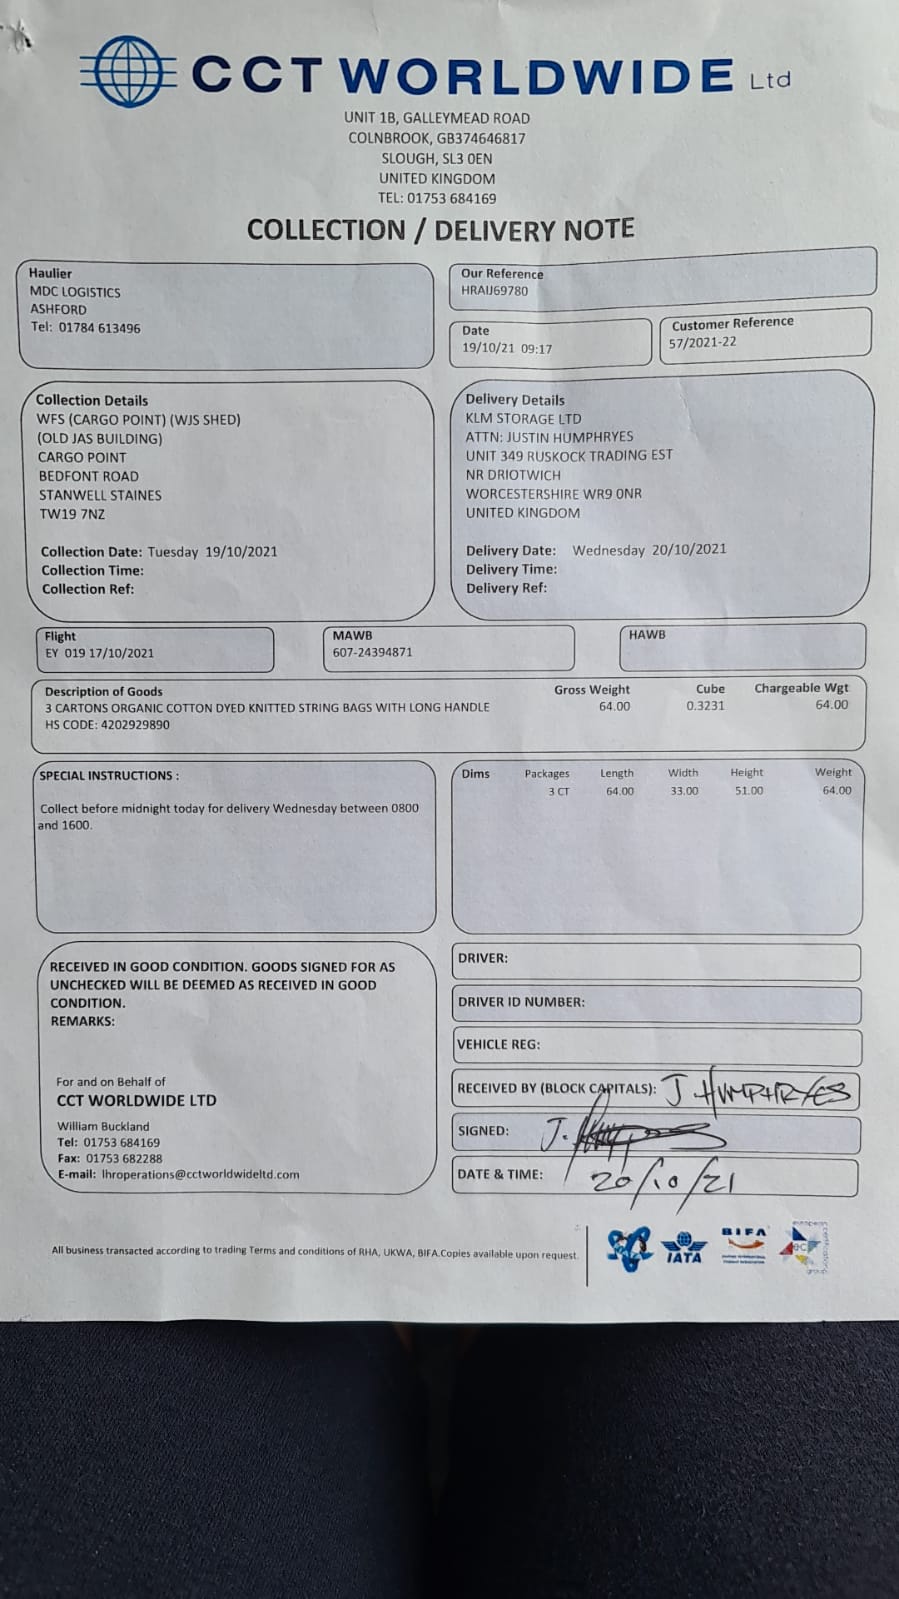 CCT WORLDWIDE Ltd
UNIT 1B, GALLEYMEAD ROAD
COLNBROOK, GB374646817
SLOUGH, SL3 0EN
UNITED KINGDOM
TEL: 01753 684169
COLLECTION / DELIVERY NOTE
Haulier
MDC LOGISTICS
ASHFORD
Tel: 01784 613496
Our Reference
HRAIJ69780
Date
19/10/21 09:17
Customer Reference
57/2021-22
Collection Details
WFS (CARGO POINT) (WJS SHED)
(OLD JAS BUILDING)
CARGO POINT
BEDFONT ROAD
STANWELL STAINES
TW19 7NZ
Collection Date: Tuesday 19/10/2021
Collection Time:
Collection Ref:
Delivery Details
KLM STORAGE LTD
ATTN: JUSTIN HUMPHRYES
UNIT 349 RUSKOCK TRADING EST
NR DRIOTWICH
WORCESTERSHIRE WR9 0NR
UNITED KINGDOM
Delivery Date: Wednesday 20/10/2021
Delivery Time:
Delivery Ref:
Flight
EY 019 17/10/2021
MAWB
607-24394871
HAWB
Description of Goods Gross Weight Cube Chargeable Wgt
3 CARTONS ORGANIC COTTON DYED KNITTED STRING BAGS WITH LONG HANDLE 64.00 0.3231 64.00
HS CODE: 4202929890
SPECIAL INSTRUCTIONS :
Collect before midnight today for delivery Wednesday between 0800
and 1600.
Dims Packages Length Width Height Weight
3 CT 64.00 33.00 51.00 64.00
RECEIVED IN GOOD CONDITION. GOODS SIGNED FOR AS
UNCHECKED WILL BE DEEMED AS RECEIVED IN GOOD
CONDITION.
REMARKS:
For and on Behalf of
CCT WORLDWIDE LTD
William Buckland
Tel: 01753 684169
Fax: 01753 682288
E-mail: lhroperations@cctworldwideltd.com
DRIVER:
DRIVER ID NUMBER:
VEHICLE REG:
RECEIVED BY (BLOCK CAPITALS): J HUMPHRYES
SIGNED: J.
DATE & TIME: 20/10/21
All business transacted according to trading Terms and conditions of RHA, UKWA, BIFA.Copies available upon request.
IATA
BIFA